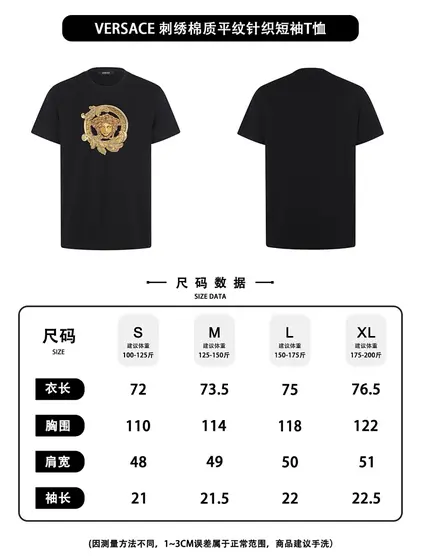 VERSACE 刺绣棉质平纹针织短袖T恤
尺码数据
SIZE DATA
尺码 S M L XL
SIZE 建议体重 建议体重 建议体重 建议体重
100-125斤 125-150斤 150-175斤 175-200斤
衣长 72 73.5 75 76.5
胸围 110 114 118 122
肩宽 48 49 50 51
袖长 21 21.5 22 22.5
(因测量方法不同，1~3CM误差属于正常范围，商品建议手洗)